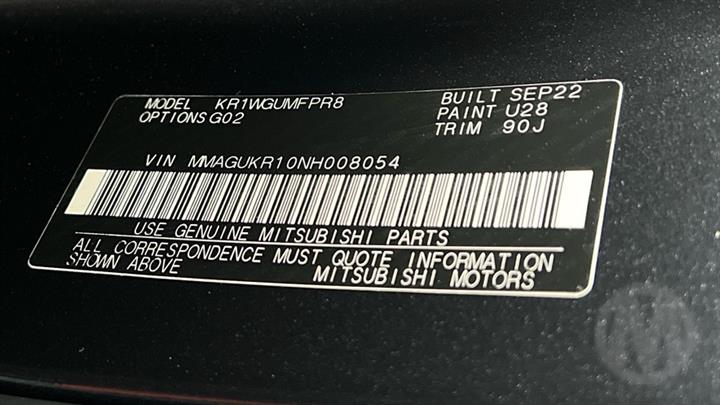 MODEL KR1WGUMFPR8 BUILT SEP22
OPTIONS G02 PAINT U28
TRIM 90J
VIN MMAGUKR10NH008054
USE GENUINE MITSUBISHI PARTS
ALL CORRESPONDENCE MUST QUOTE INFORMATION
SHOWN ABOVE MITSUBISHI MOTORS
M